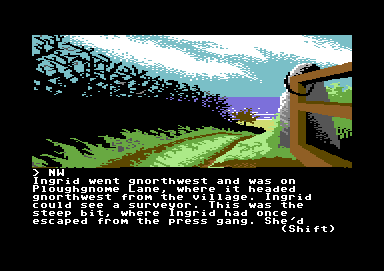 > NW
Ingrid went gnorthwest and was on
Ploughgnome Lane, where it headed
gnorthwest from the village. Ingrid
could see a surveyor. This was the
steep bit, where Ingrid had once
escaped from the press gang. She'd
(Shift)